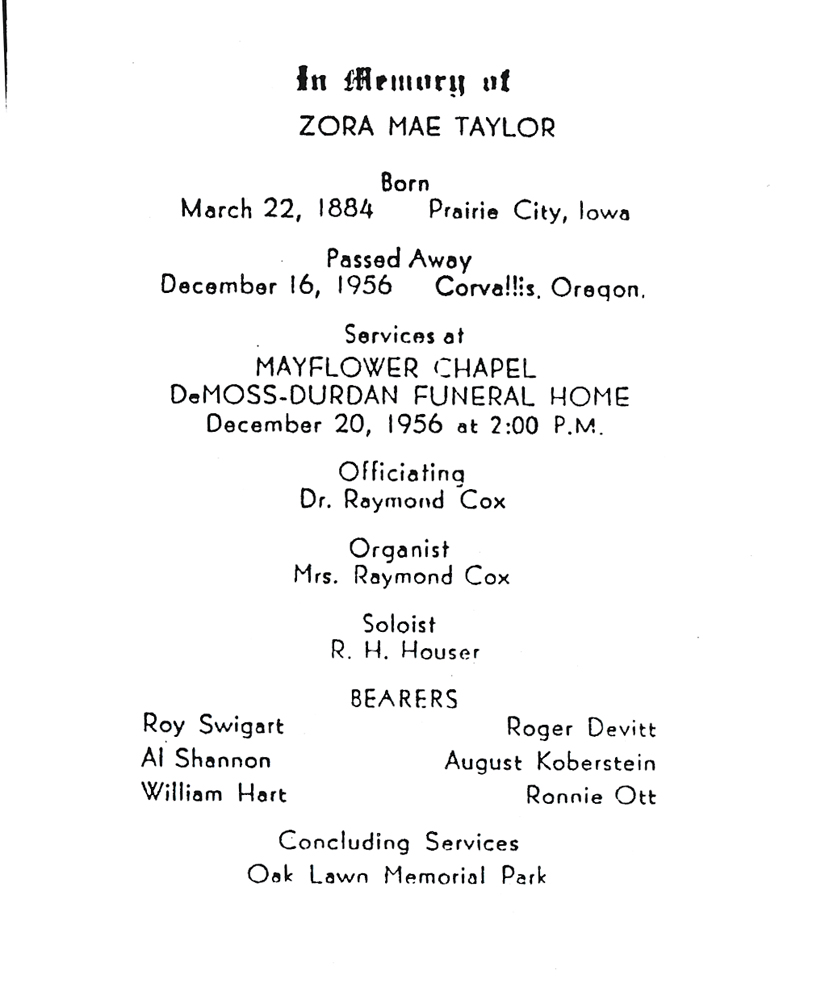 In Memory of
ZORA MAE TAYLOR
Born
March 22, 1884 Prairie City, Iowa
Passed Away
December 16, 1956 Corvallis, Oregon.
Services at
MAYFLOWER CHAPEL
DeMOSS-DURDAN FUNERAL HOME
December 20, 1956 at 2:00 P.M.
Officiating
Dr. Raymond Cox
Organist
Mrs. Raymond Cox
Soloist
R. H. Houser
BEARERS
Roy Swigart Roger Devitt
Al Shannon August Koberstein
William Hart Ronnie Ott
Concluding Services
Oak Lawn Memorial Park